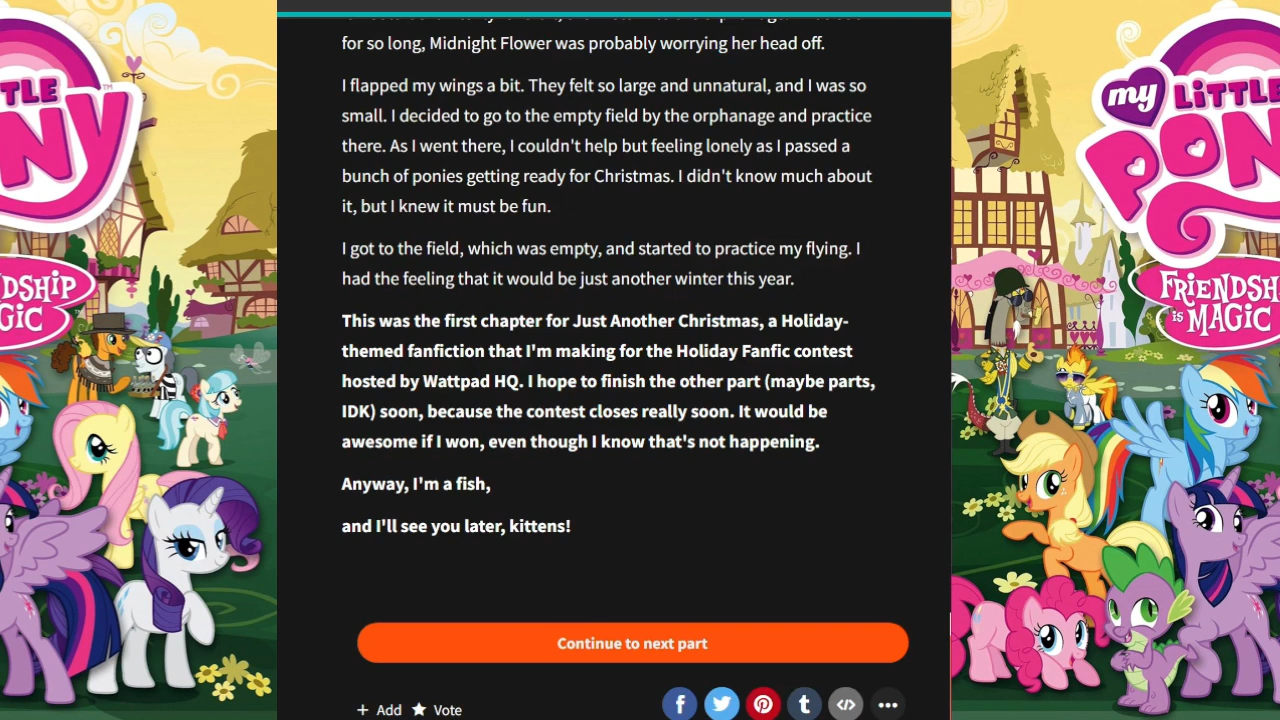 for so long, Midnight Flower was probably worrying her head off.
I flapped my wings a bit. They felt so large and unnatural, and I was so
small. I decided to go to the empty field by the orphanage and practice
there. As I went there, I couldn't help but feeling lonely as I passed a
bunch of ponies getting ready for Christmas. I didn't know much about
it, but I knew it must be fun.
I got to the field, which was empty, and started to practice my flying. I
had the feeling that it would be just another winter this year.
This was the first chapter for Just Another Christmas, a Holiday-
themed fanfiction that I'm making for the Holiday Fanfic contest
hosted by Wattpad HQ. I hope to finish the other part (maybe parts,
IDK) soon, because the contest closes really soon. It would be
awesome if I won, even though I know that's not happening.
Anyway, I'm a fish,
and I'll see you later, kittens!
Continue to next part
+ Add ★ Vote
TLE
NY
TM
DSHIP
GIC
my LITTLE
PON
FRIENDSH
IS MAGIC